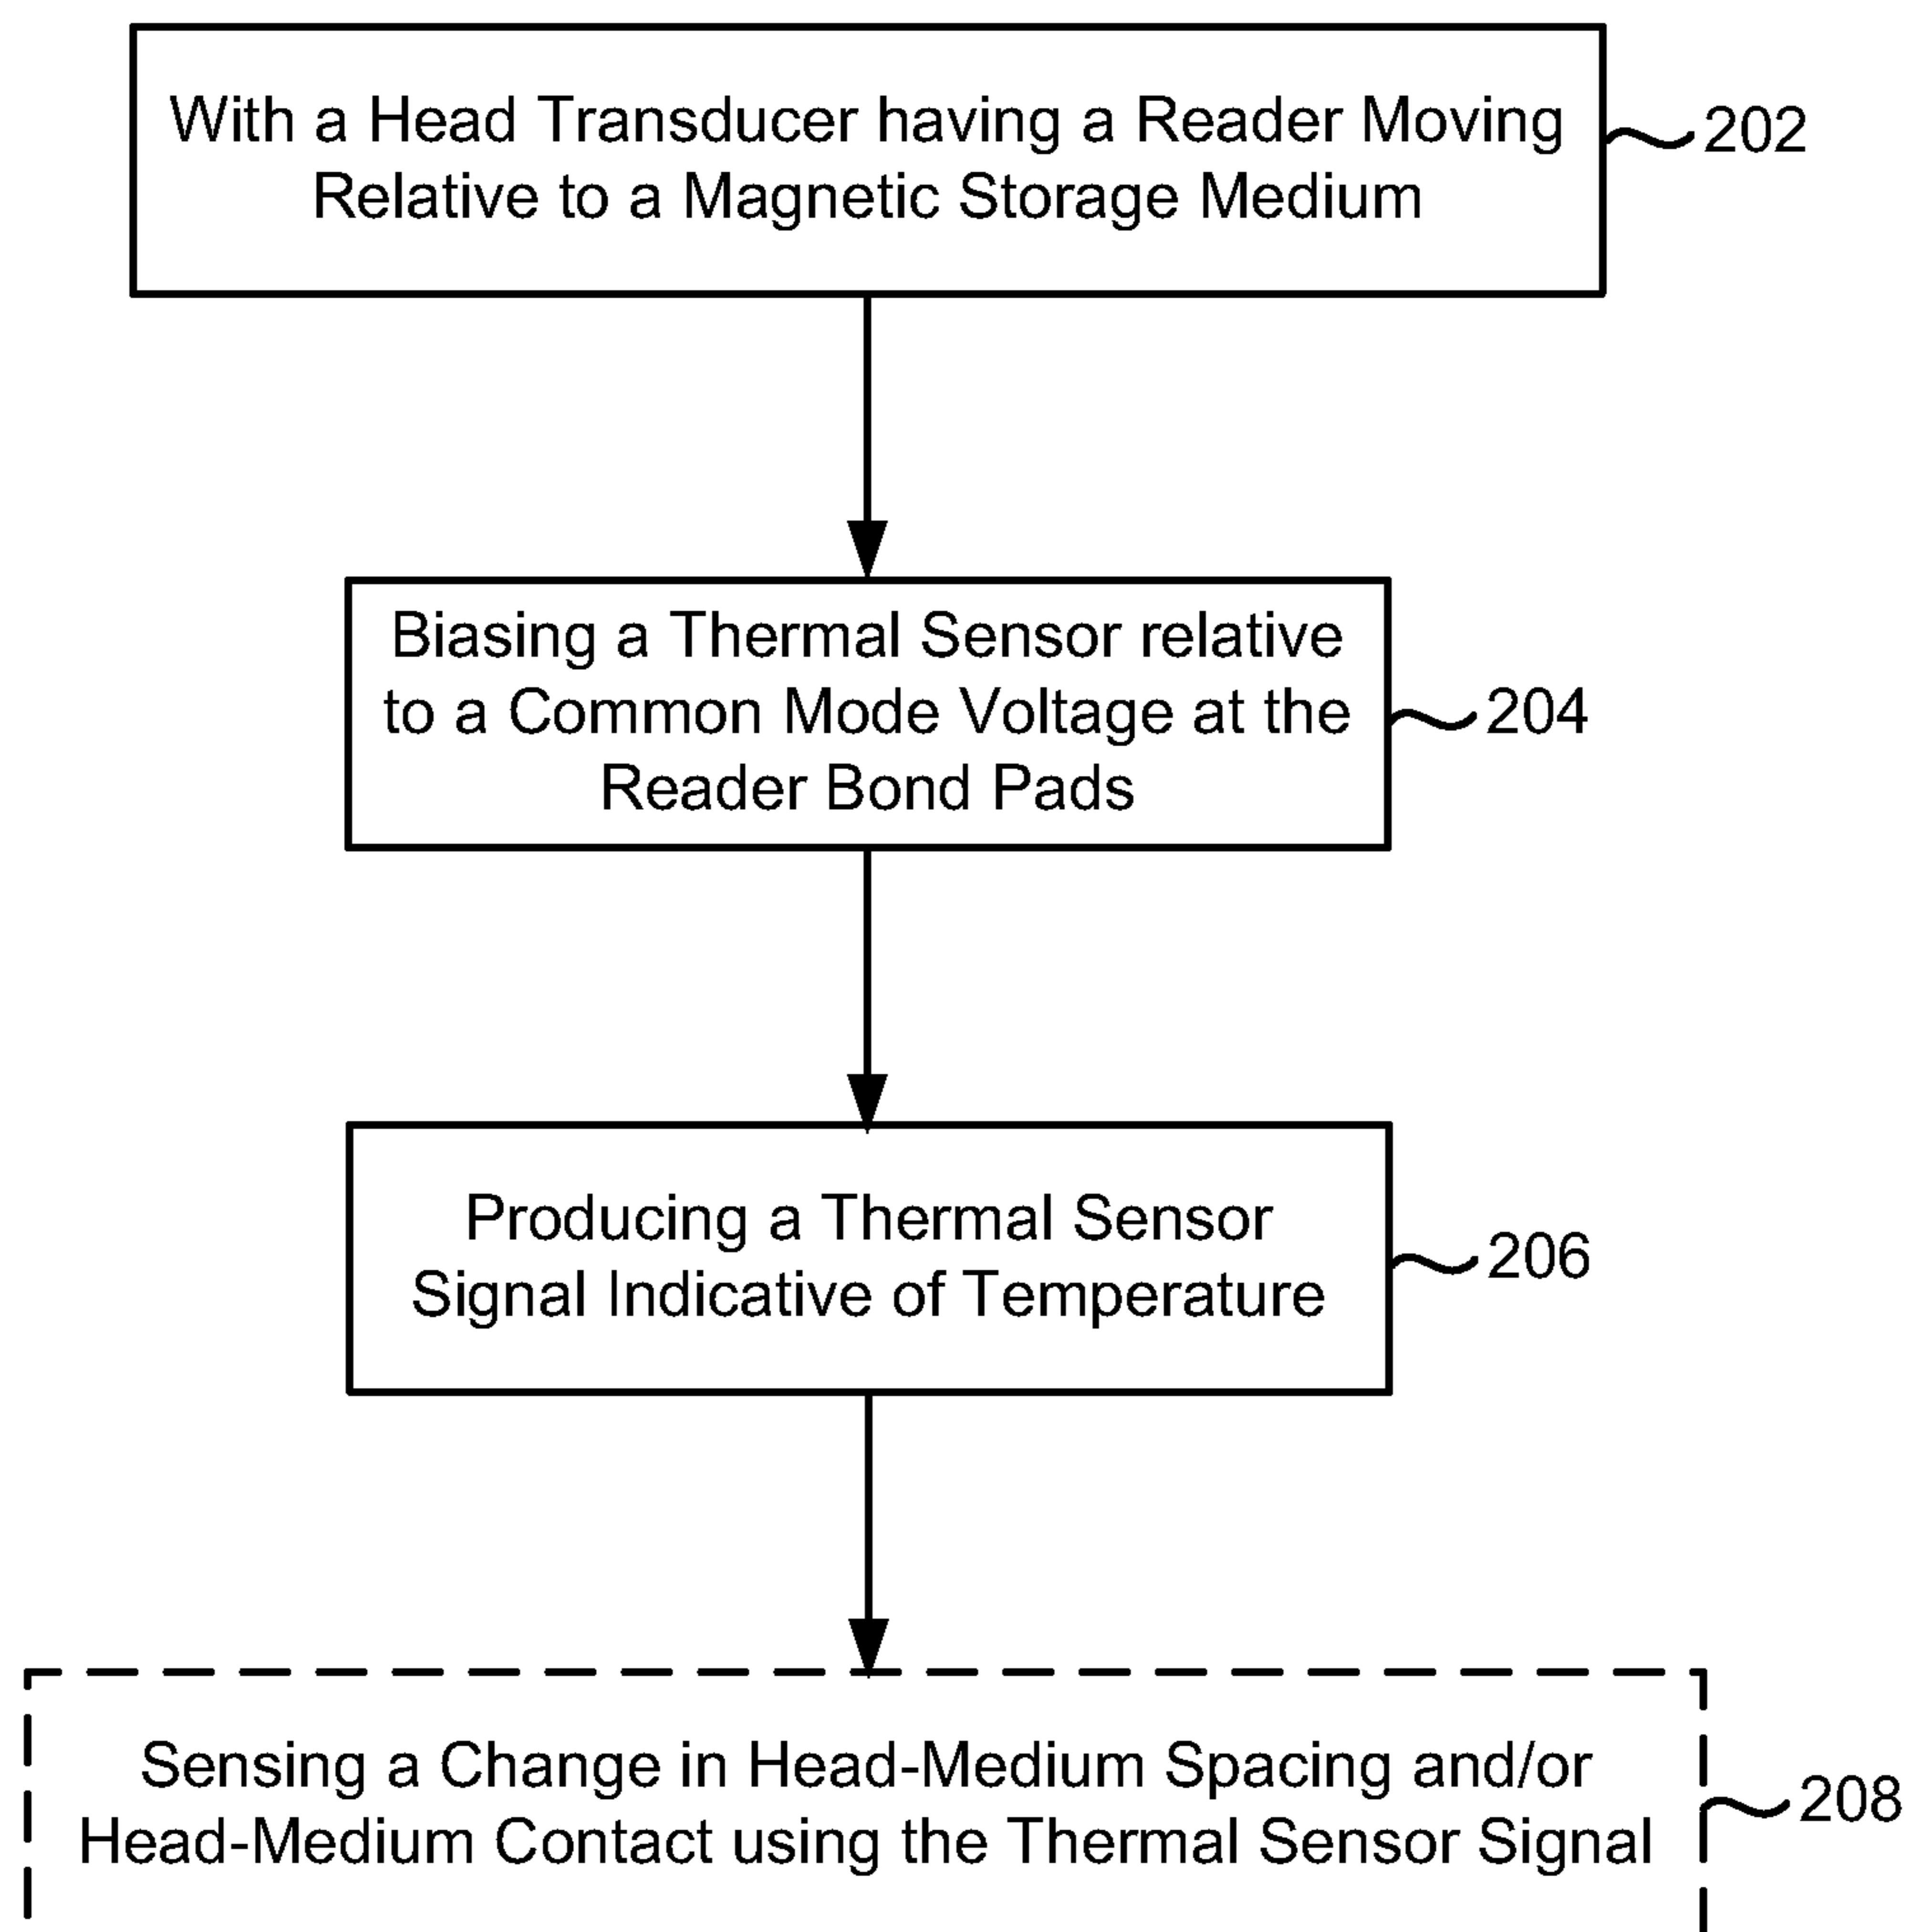 With a Head Transducer having a Reader Moving
Relative to a Magnetic Storage Medium
202
Biasing a Thermal Sensor relative
to a Common Mode Voltage at the
Reader Bond Pads
204
Producing a Thermal Sensor
Signal Indicative of Temperature
206
Sensing a Change in Head-Medium Spacing and/or
Head-Medium Contact using the Thermal Sensor Signal
208